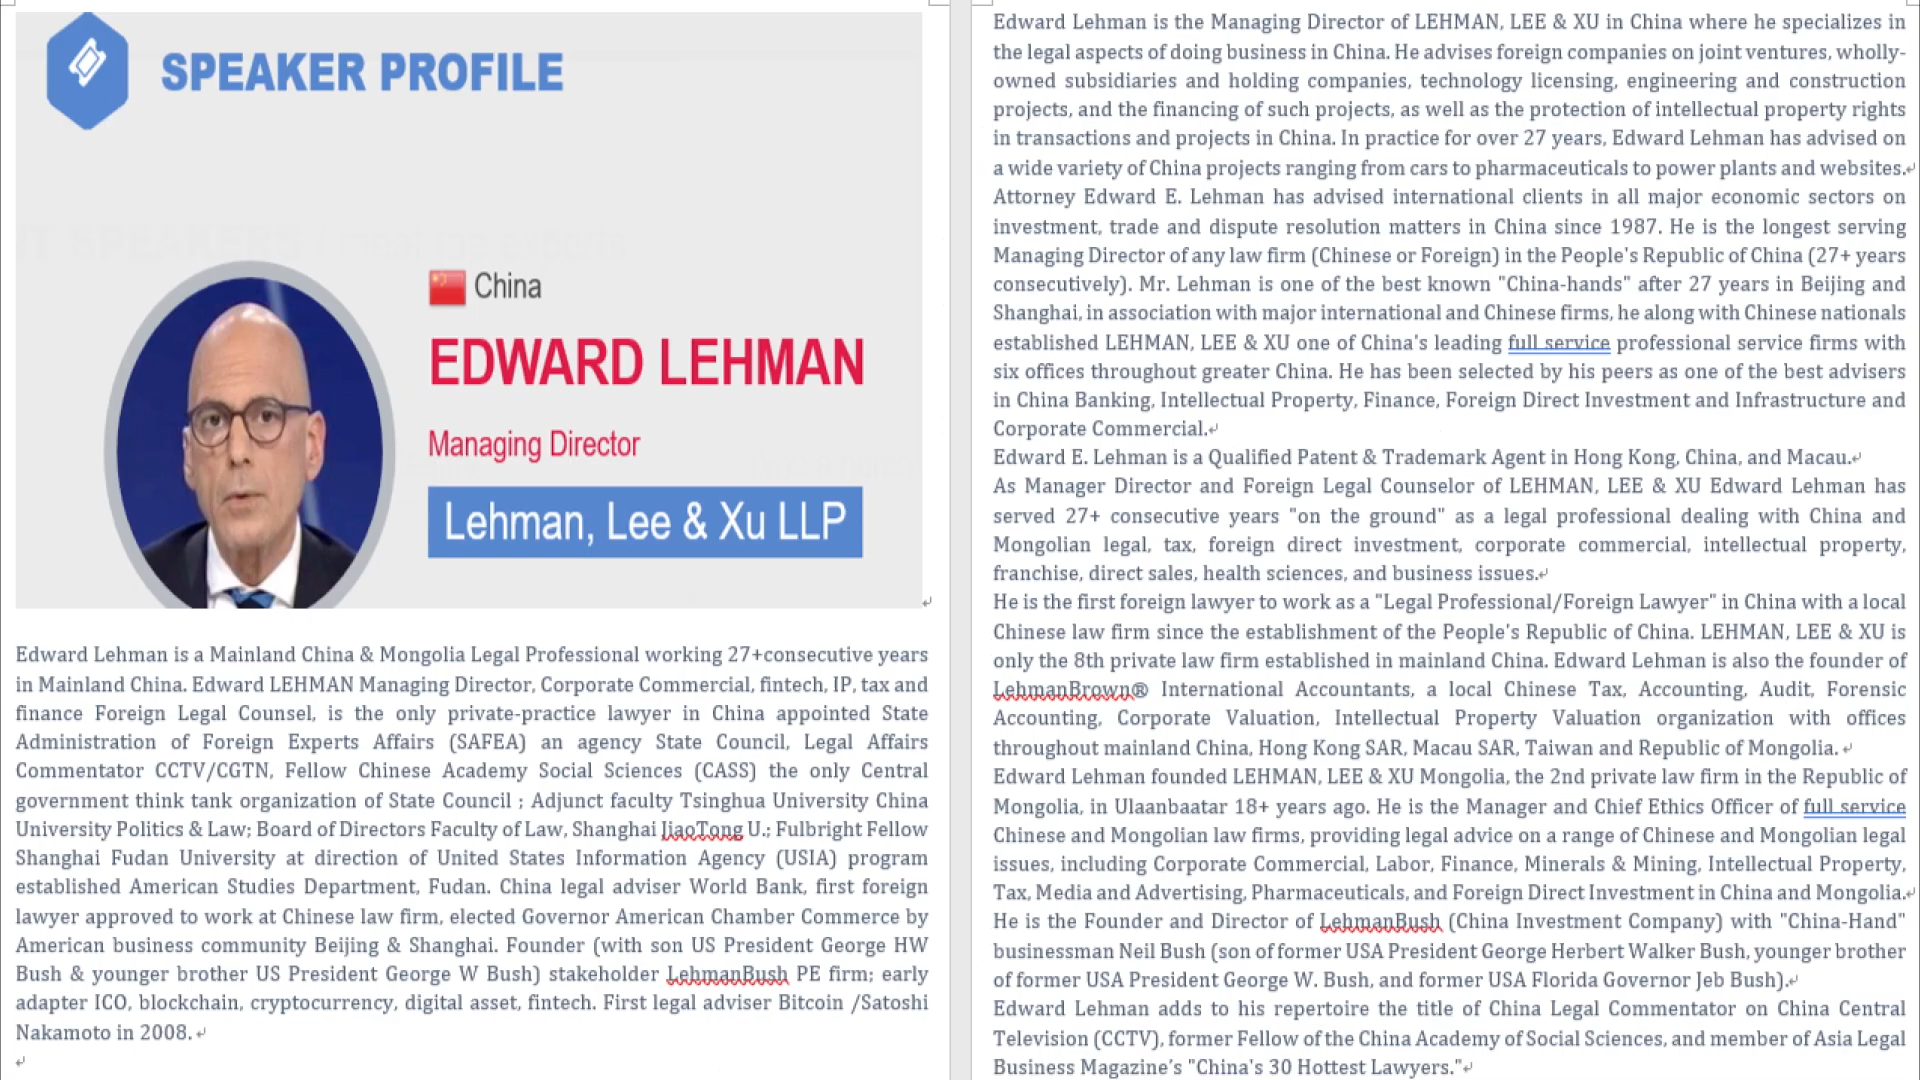 SPEAKER PROFILE
China
EDWARD LEHMAN
Managing Director
Lehman, Lee & Xu LLP
Edward Lehman is a Mainland China & Mongolia Legal Professional working 27+consecutive years
in Mainland China. Edward LEHMAN Managing Director, Corporate Commercial, fintech, IP, tax and
finance Foreign Legal Counsel, is the only private-practice lawyer in China appointed State
Administration of Foreign Experts Affairs (SAFEA) an agency State Council, Legal Affairs
Commentator CCTV/CGTN, Fellow Chinese Academy Social Sciences (CASS) the only Central
government think tank organization of State Council ; Adjunct faculty Tsinghua University China
University Politics & Law; Board of Directors Faculty of Law, Shanghai JiaoTong U.; Fulbright Fellow
Shanghai Fudan University at direction of United States Information Agency (USIA) program
established American Studies Department, Fudan. China legal adviser World Bank, first foreign
lawyer approved to work at Chinese law firm, elected Governor American Chamber Commerce by
American business community Beijing & Shanghai. Founder (with son US President George HW
Bush & younger brother US President George W Bush) stakeholder LehmanBush PE firm; early
adapter ICO, blockchain, cryptocurrency, digital asset, fintech. First legal adviser Bitcoin /Satoshi
Nakamoto in 2008.
Edward Lehman is the Managing Director of LEHMAN, LEE & XU in China where he specializes in
the legal aspects of doing business in China. He advises foreign companies on joint ventures, wholly-
owned subsidiaries and holding companies, technology licensing, engineering and construction
projects, and the financing of such projects, as well as the protection of intellectual property rights
in transactions and projects in China. In practice for over 27 years, Edward Lehman has advised on
a wide variety of China projects ranging from cars to pharmaceuticals to power plants and websites.
Attorney Edward E. Lehman has advised international clients in all major economic sectors on
investment, trade and dispute resolution matters in China since 1987. He is the longest serving
Managing Director of any law firm (Chinese or Foreign) in the People's Republic of China (27+ years
consecutively). Mr. Lehman is one of the best known "China-hands" after 27 years in Beijing and
Shanghai, in association with major international and Chinese firms, he along with Chinese nationals
established LEHMAN, LEE & XU one of China's leading full service professional service firms with
six offices throughout greater China. He has been selected by his peers as one of the best advisers
in China Banking, Intellectual Property, Finance, Foreign Direct Investment and Infrastructure and
Corporate Commercial.
Edward E. Lehman is a Qualified Patent & Trademark Agent in Hong Kong, China, and Macau.
As Manager Director and Foreign Legal Counselor of LEHMAN, LEE & XU Edward Lehman has
served 27+ consecutive years "on the ground" as a legal professional dealing with China and
Mongolian legal, tax, foreign direct investment, corporate commercial, intellectual property,
franchise, direct sales, health sciences, and business issues.
He is the first foreign lawyer to work as a "Legal Professional/Foreign Lawyer" in China with a local
Chinese law firm since the establishment of the People's Republic of China. LEHMAN, LEE & XU is
only the 8th private law firm established in mainland China. Edward Lehman is also the founder of
LehmanBrown® International Accountants, a local Chinese Tax, Accounting, Audit, Forensic
Accounting, Corporate Valuation, Intellectual Property Valuation organization with offices
throughout mainland China, Hong Kong SAR, Macau SAR, Taiwan and Republic of Mongolia.
Edward Lehman founded LEHMAN, LEE & XU Mongolia, the 2nd private law firm in the Republic of
Mongolia, in Ulaanbaatar 18+ years ago. He is the Manager and Chief Ethics Officer of full service
Chinese and Mongolian law firms, providing legal advice on a range of Chinese and Mongolian legal
issues, including Corporate Commercial, Labor, Finance, Minerals & Mining, Intellectual Property,
Tax, Media and Advertising, Pharmaceuticals, and Foreign Direct Investment in China and Mongolia.
He is the Founder and Director of LehmanBush (China Investment Company) with "China-Hand"
businessman Neil Bush (son of former USA President George Herbert Walker Bush, younger brother
of former USA President George W. Bush, and former USA Florida Governor Jeb Bush).
Edward Lehman adds to his repertoire the title of China Legal Commentator on China Central
Television (CCTV), former Fellow of the China Academy of Social Sciences, and member of Asia Legal
Business Magazine's "China's 30 Hottest Lawyers."